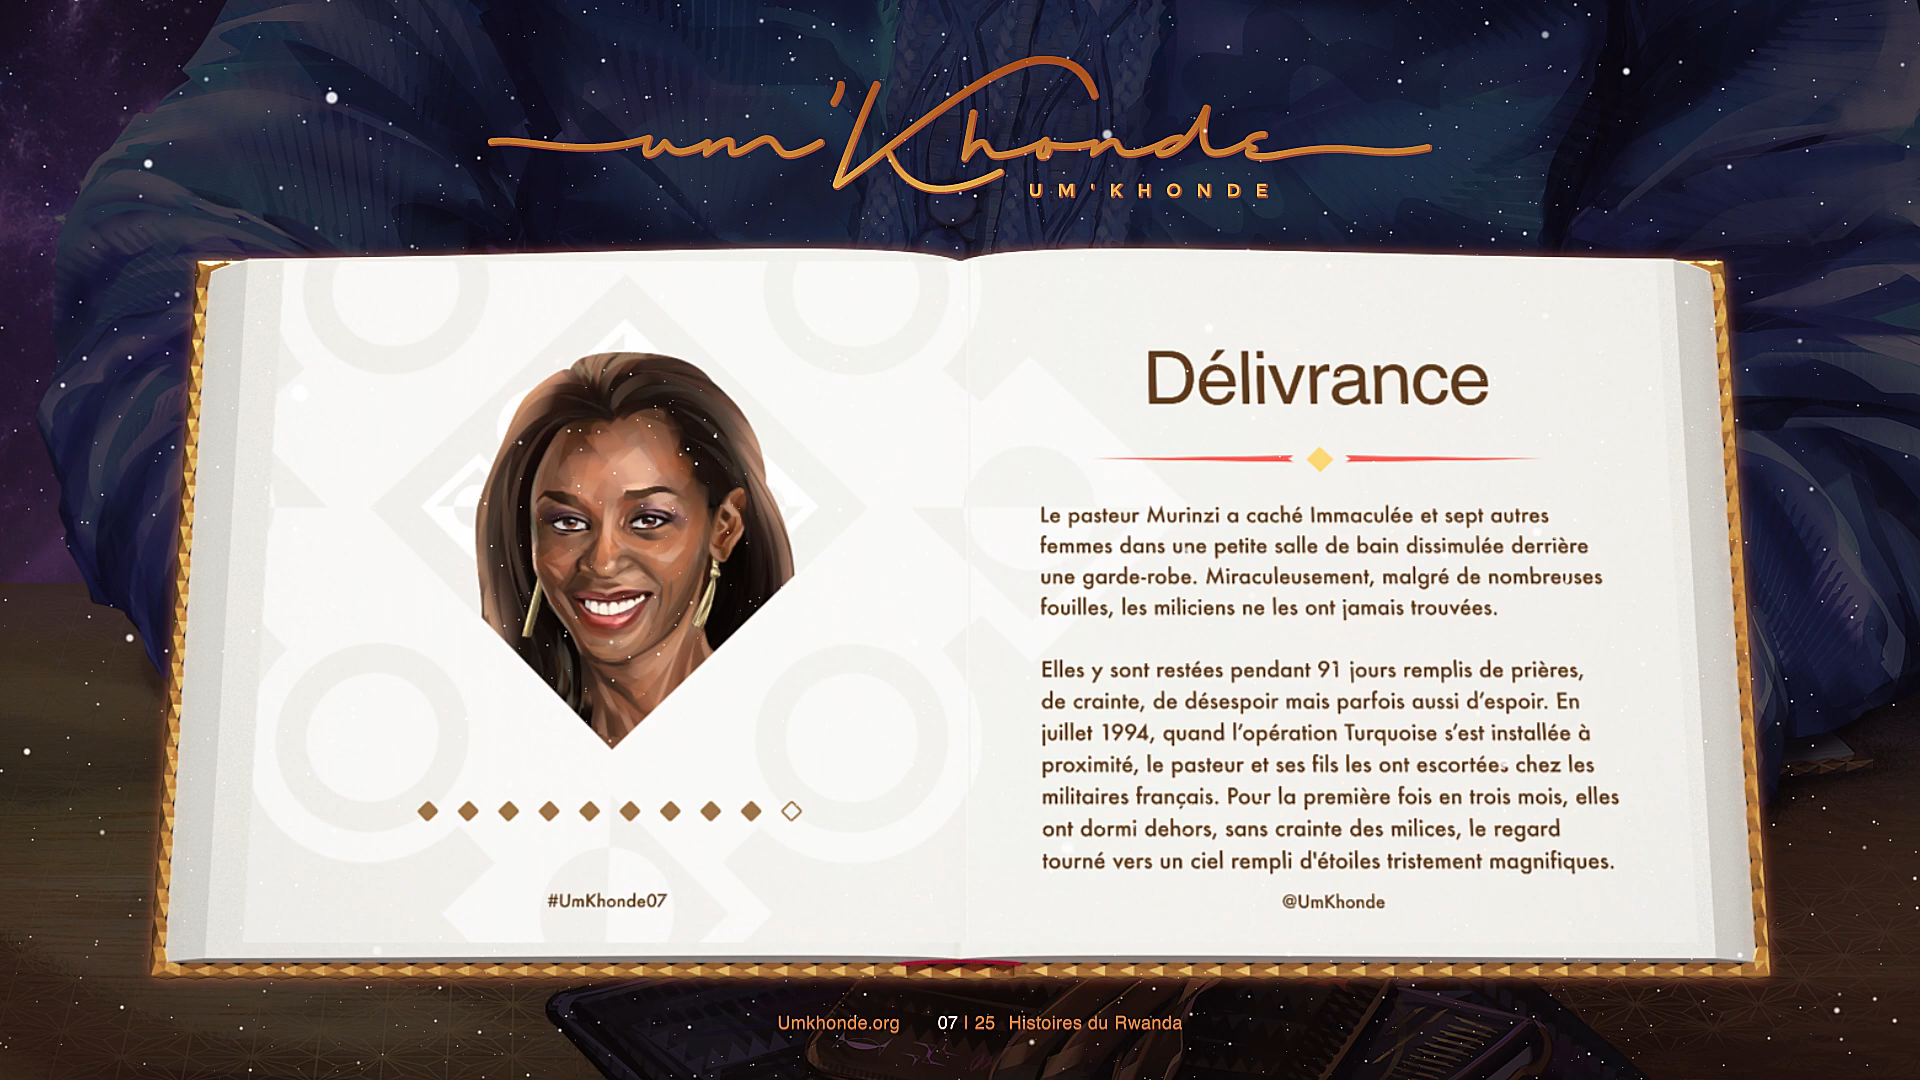 um'Khonde
UM'KHONDE
Délivrance
Le pasteur Murinzi a caché Immaculée et sept autres
femmes dans une petite salle de bain dissimulée derrière
une garde-robe. Miraculeusement, malgré de nombreuses
fouilles, les miliciens ne les ont jamais trouvées.
Elles y sont restées pendant 91 jours remplis de prières,
de crainte, de désespoir mais parfois aussi d’espoir. En
juillet 1994, quand l’opération Turquoise s’est installée à
proximité, le pasteur et ses fils les ont escortées chez les
militaires français. Pour la première fois en trois mois, elles
ont dormi dehors, sans crainte des milices, le regard
tourné vers un ciel rempli d'étoiles tristement magnifiques.
#UmKhonde07
@UmKhonde
Umkhonde.org 07 | 25 Histoires du Rwanda